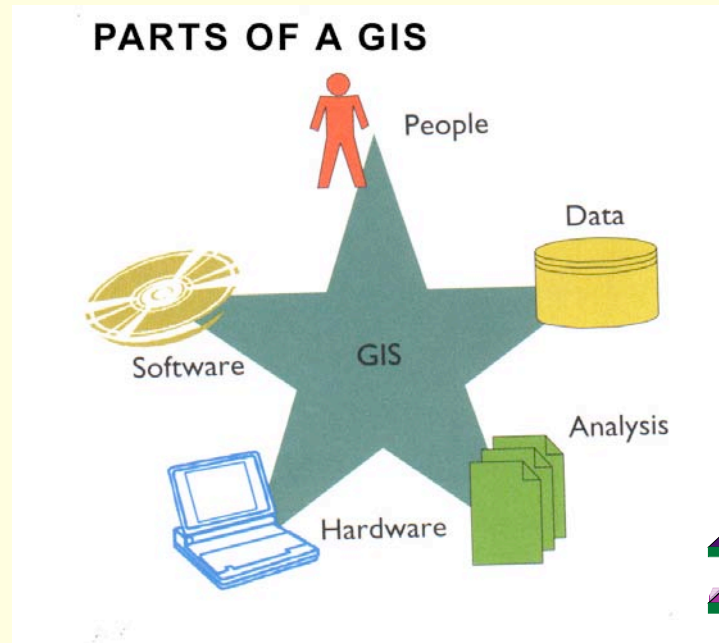 PARTS OF A GIS
People
Data
Software
GIS
Analysis
Hardware